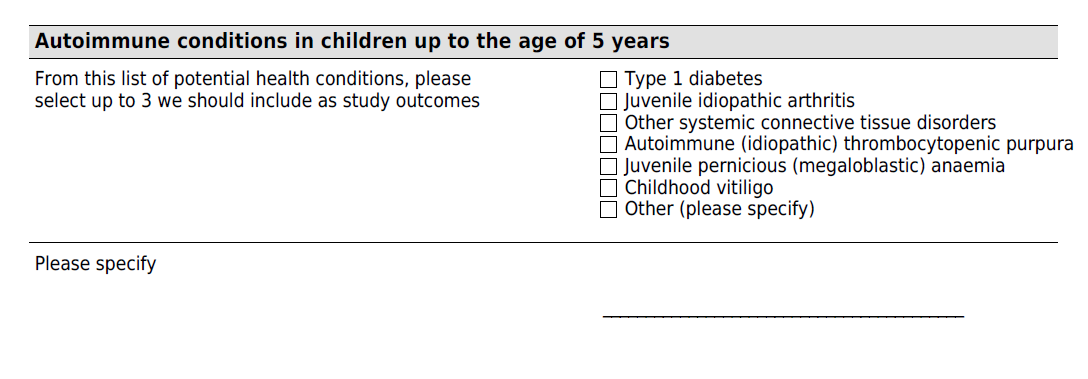 Autoimmune conditions in children up to the age of 5 years
From this list of potential health conditions, please
select up to 3 we should include as study outcomes
Type 1 diabetes
Juvenile idiopathic arthritis
Other systemic connective tissue disorders
Autoimmune (idiopathic) thrombocytopenic purpura
Juvenile pernicious (megaloblastic) anaemia
Childhood vitiligo
Other (please specify)
Please specify